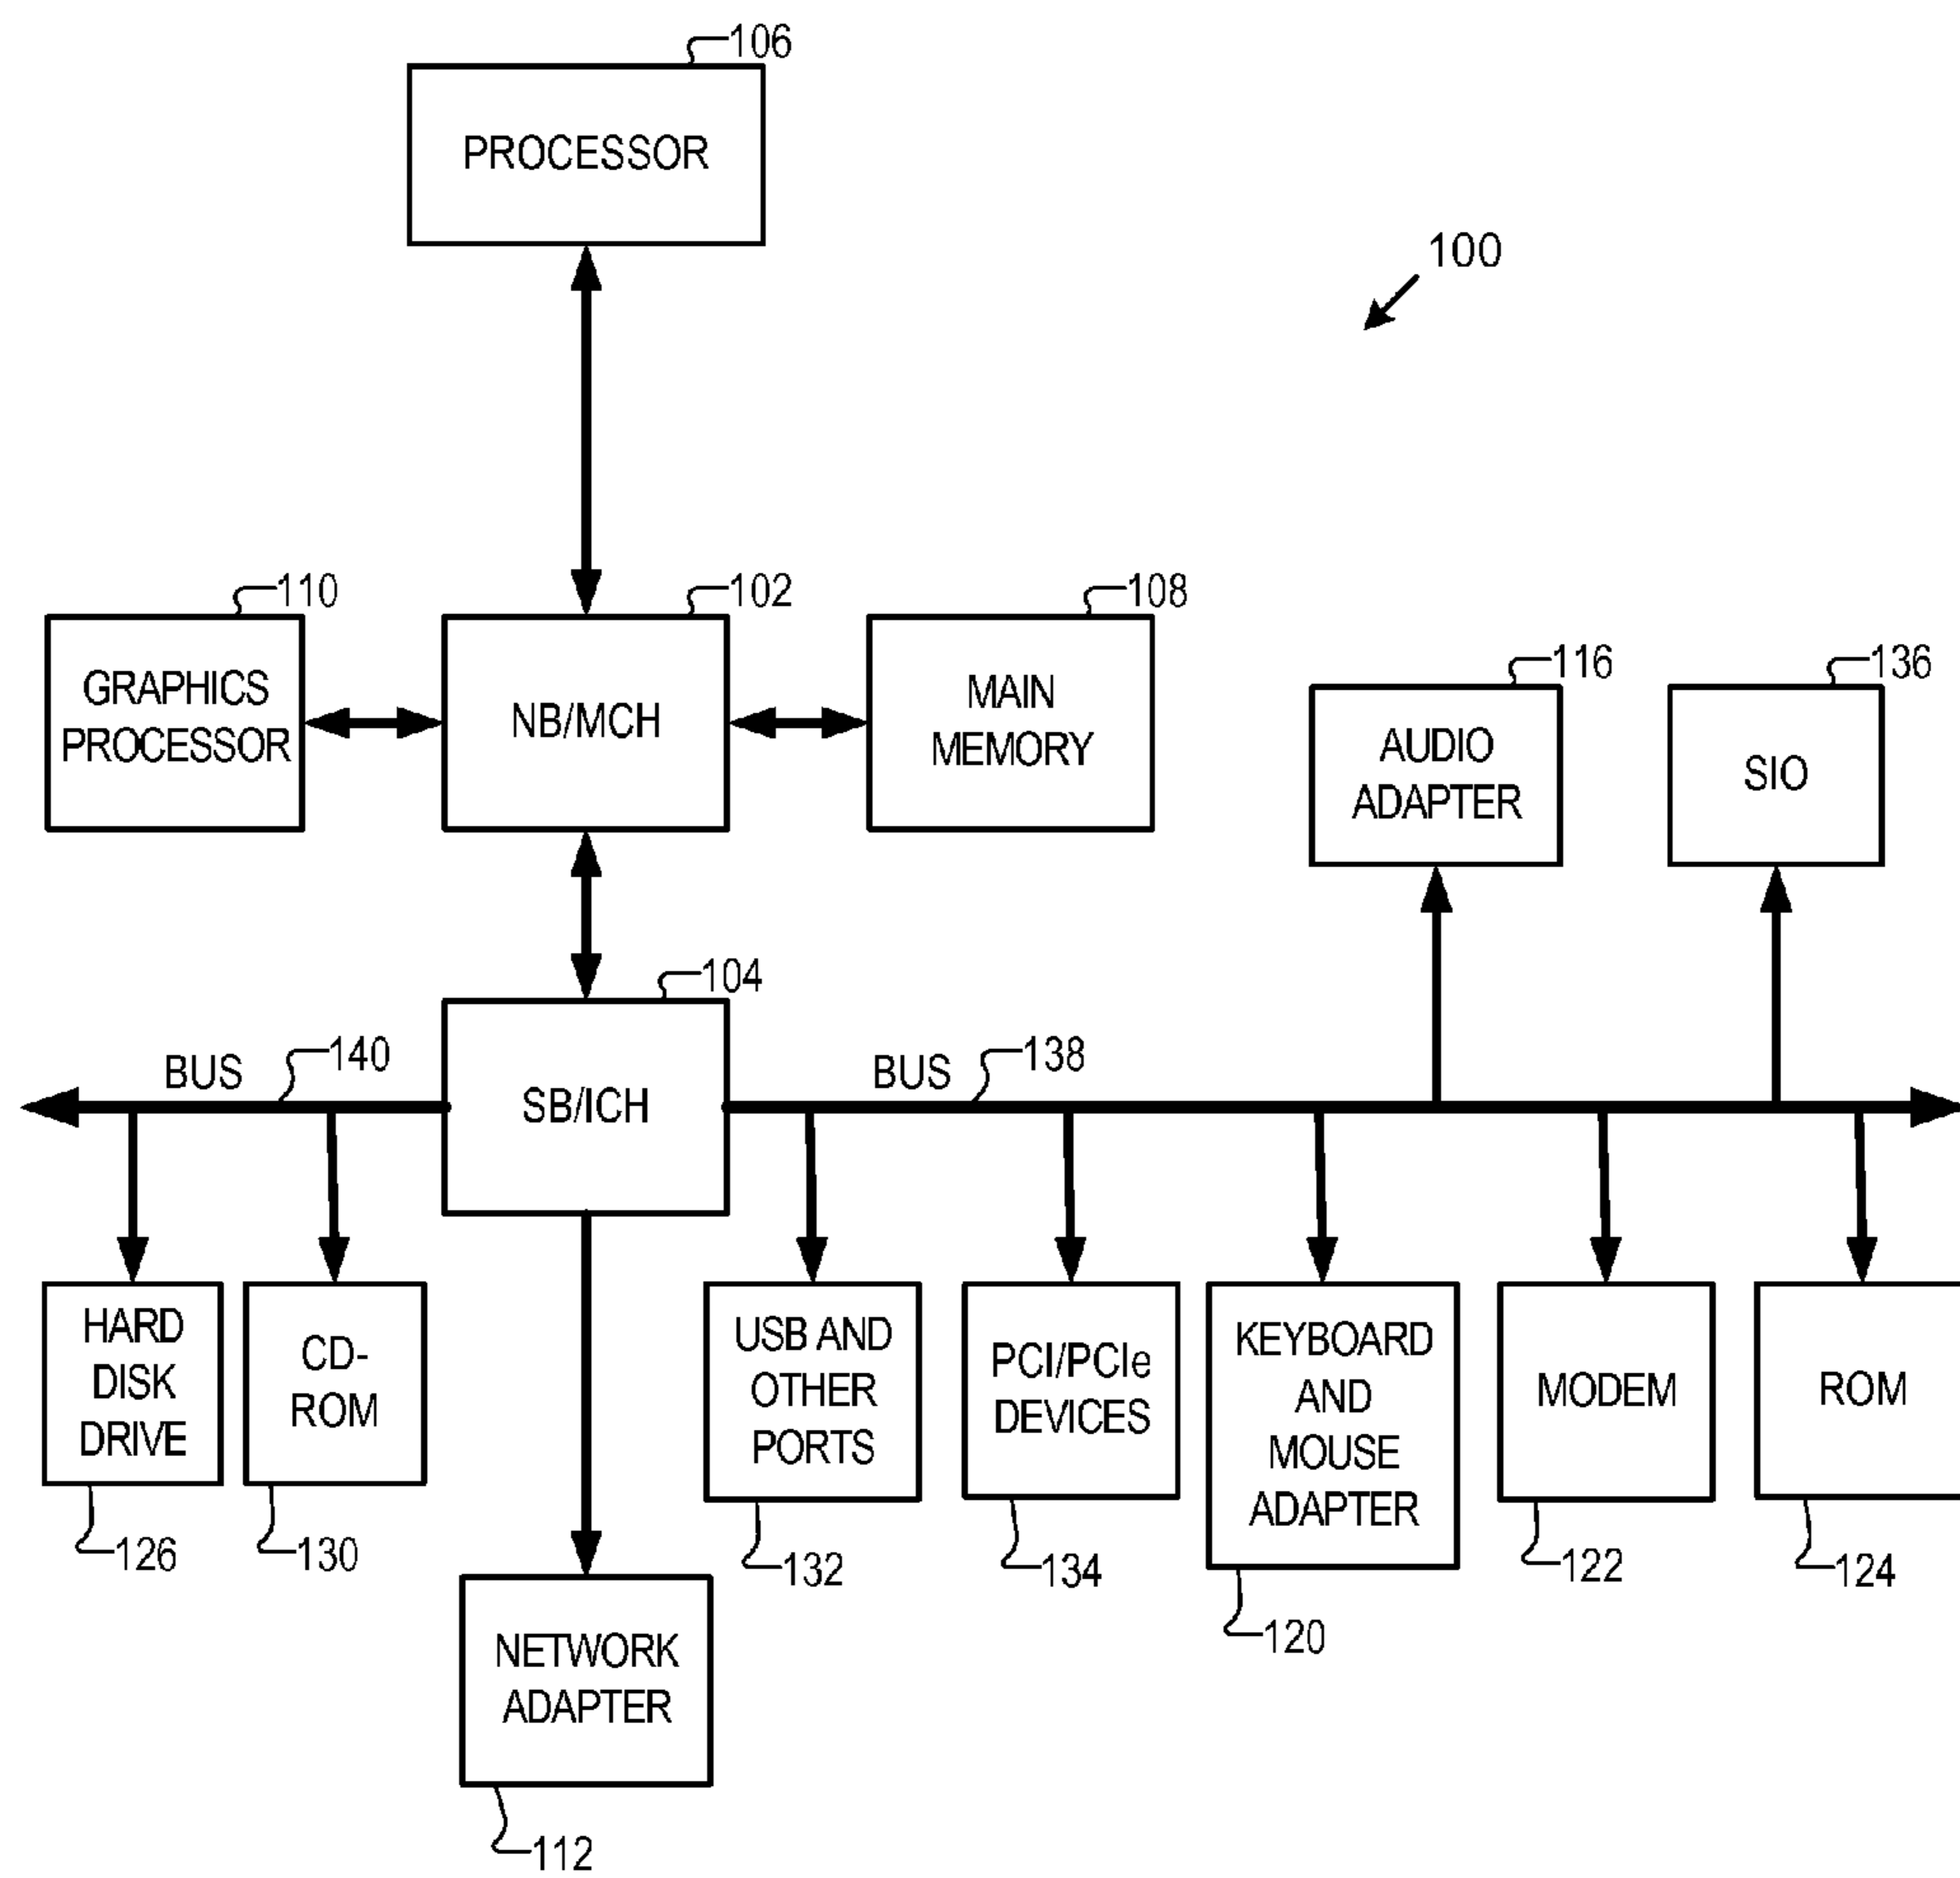 106
PROCESSOR
100
110
102
108
GRAPHICS
PROCESSOR
NB/MCH
MAIN
MEMORY
116
136
AUDIO
ADAPTER
SIO
104
BUS
140
SB/ICH
BUS
138
HARD
DISK
DRIVE
CD-
ROM
USB AND
OTHER
PORTS
PCI/PCIe
DEVICES
KEYBOARD
AND
MOUSE
ADAPTER
MODEM
ROM
126
130
132
134
120
122
124
NETWORK
ADAPTER
112